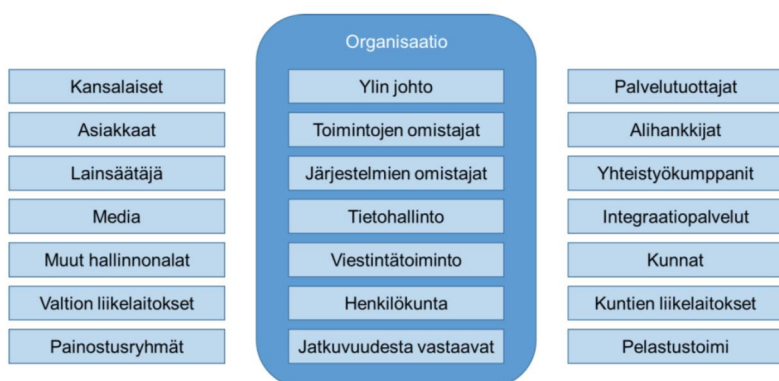 Organisaatio
Kansalaiset
Ylin johto
Palvelutuottajat
Asiakkaat
Toimintojen omistajat
Alihankkijat
Lainsäätäjä
Järjestelmien omistajat
Yhteistyökumppanit
Media
Tietohallinto
Integraatiopalvelut
Muut hallinnonalat
Viestintätoiminto
Kunnat
Valtion liikelaitokset
Henkilökunta
Kuntien liikelaitokset
Painostusryhmät
Jatkuvuudesta vastaavat
Pelastustoimi